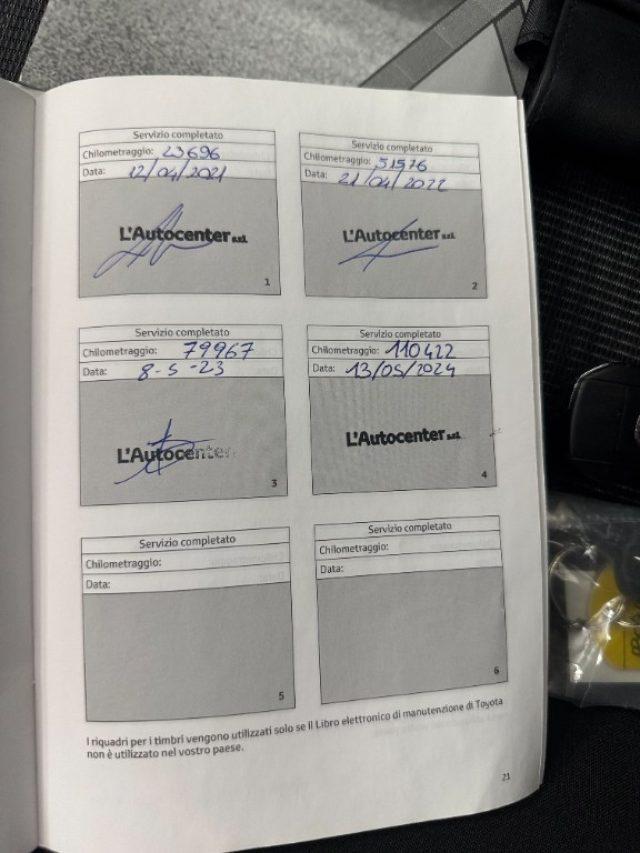 Servizio completato
Chilometraggio: 29696
Data: 12/04/2021
L'Autocenter s.r.l.
1
Servizio completato
Chilometraggio: 51576
Data: 21/04/2022
L'Autocenter s.r.l.
2
Servizio completato
Chilometraggio: 79967
Data: 8-5-23
L'Autocenter
3
Servizio completato
Chilometraggio: 110422
Data: 13/05/2024
L'Autocenter s.r.l.
4
Servizio completato
Chilometraggio:
Data:
5
Servizio completato
Chilometraggio:
Data:
6
I riquadri per i timbri vengono utilizzati solo se il Libro elettronico di manutenzione di Toyota
non è utilizzato nel vostro paese.
21